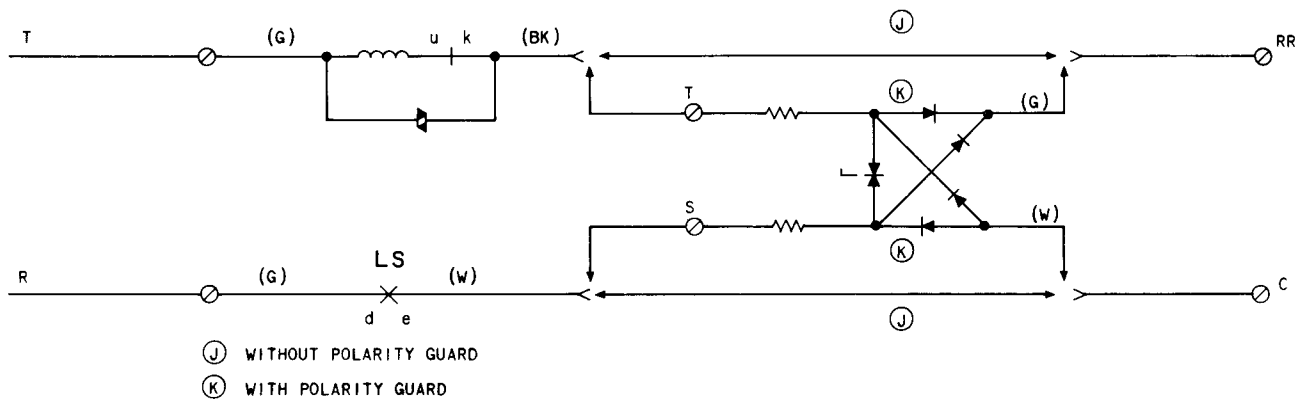 T (G) u k (BK) J RR
T K (G)
S (W)
K
R (G) LS (W) C
d e J
J WITHOUT POLARITY GUARD
K WITH POLARITY GUARD